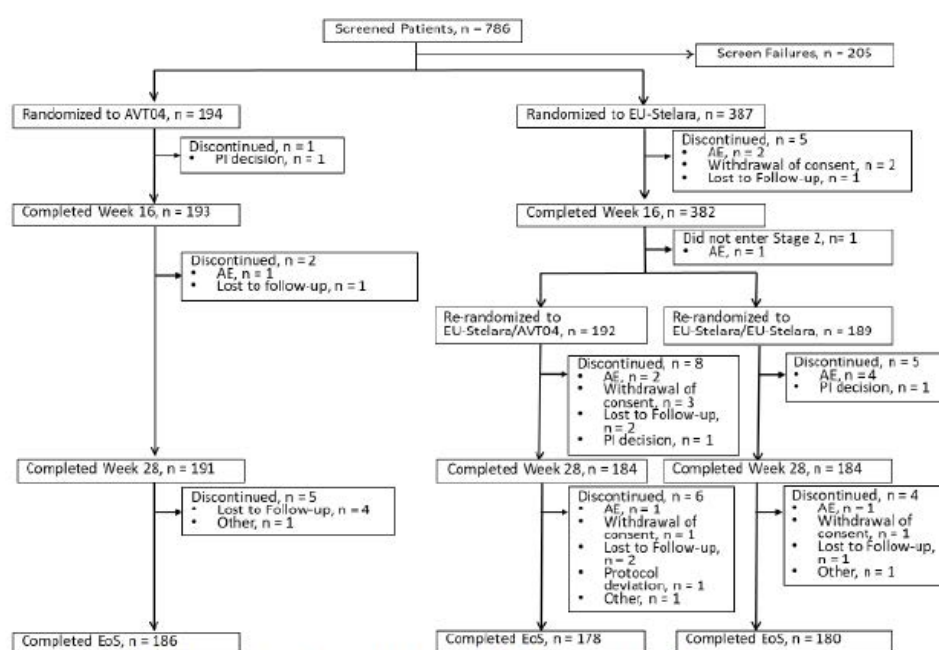 Screened Patients, n - 786
Screen Failures, n - 205
Randomized to AVT04, n = 194
Randomized to EU-Stelara, n = 387
Discontinued, n = 1
• PI decision, n = 1
Discontinued, n = 5
• AE, n = 2
• Withdrawal of consent, n = 2
• Lost to Follow-up, n = 1
Completed Week 16, n = 193
Completed Week 16, n = 382
Did not enter Stage 2, n= 1
• AE, n = 1
Discontinued, n = 2
• AE, n = 1
• Lost to follow-up, n = 1
Re-randomized to
EU-Stelara/AVT04, n = 192
Re-randomized to
EU-Stelara/EU-Stelara, n = 189
Discontinued, n = 8
• AE, n = 2
• Withdrawal of
consent, n = 3
• Lost to Follow-up,
n = 2
• PI decision, n = 1
Discontinued, n = 5
• AE, n = 4
• PI decision, n = 1
Completed Week 28, n = 191
Completed Week 28, n = 184
Completed Week 28, n = 184
Discontinued, n = 5
• Lost to Follow-up, n = 4
• Other, n = 1
Discontinued, n = 6
• AE, n = 1
• Withdrawal of
consent, n = 1
• Lost to Follow-up,
n = 2
• Protocol
deviation, n = 1
• Other, n = 1
Discontinued, n = 4
• AE, n - 1
• Withdrawal of
consent, n = 1
• Lost to Follow-up,
n = 1
• Other, n = 1
Completed EoS, n = 186
Completed EoS, n = 178
Completed EoS, n = 180